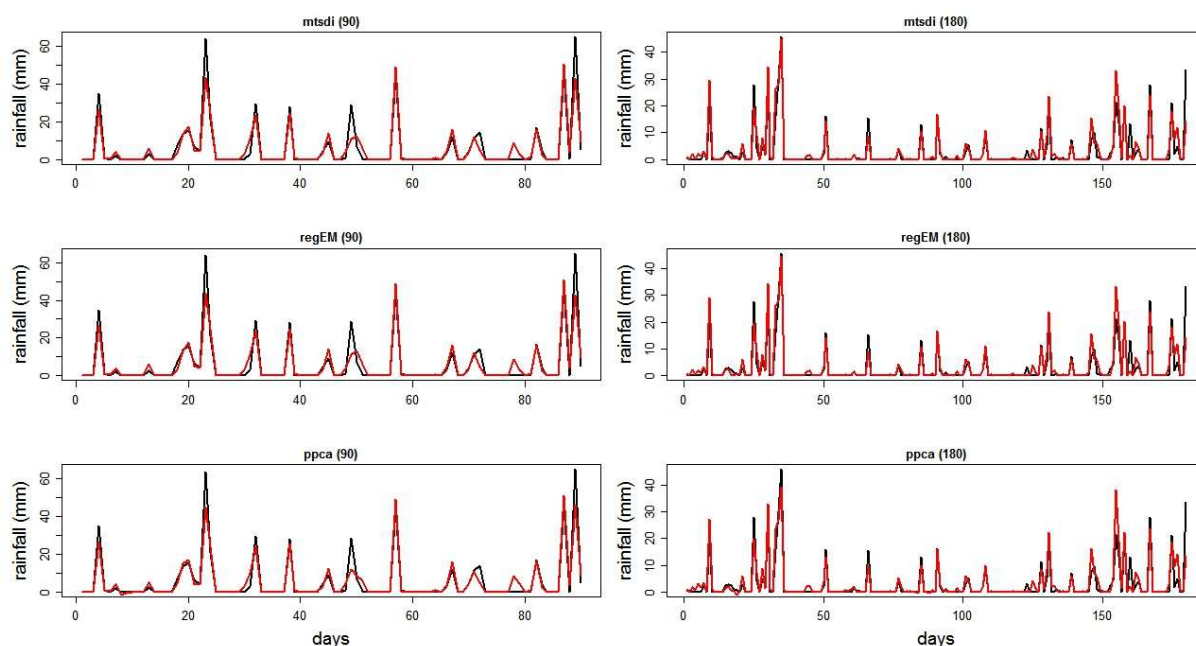 mtsdi (90)
rainfall (mm)
0 20 40 60
0 20 40 60 80
mtsdi (180)
rainfall (mm)
0 10 20 30 40
0 50 100 150
regEM (90)
rainfall (mm)
0 20 40 60
0 20 40 60 80
regEM (180)
rainfall (mm)
0 10 20 30 40
0 50 100 150
ppca (90)
rainfall (mm)
0 20 40 60
0 20 40 60 80
days
ppca (180)
rainfall (mm)
0 10 20 30 40
0 50 100 150
days